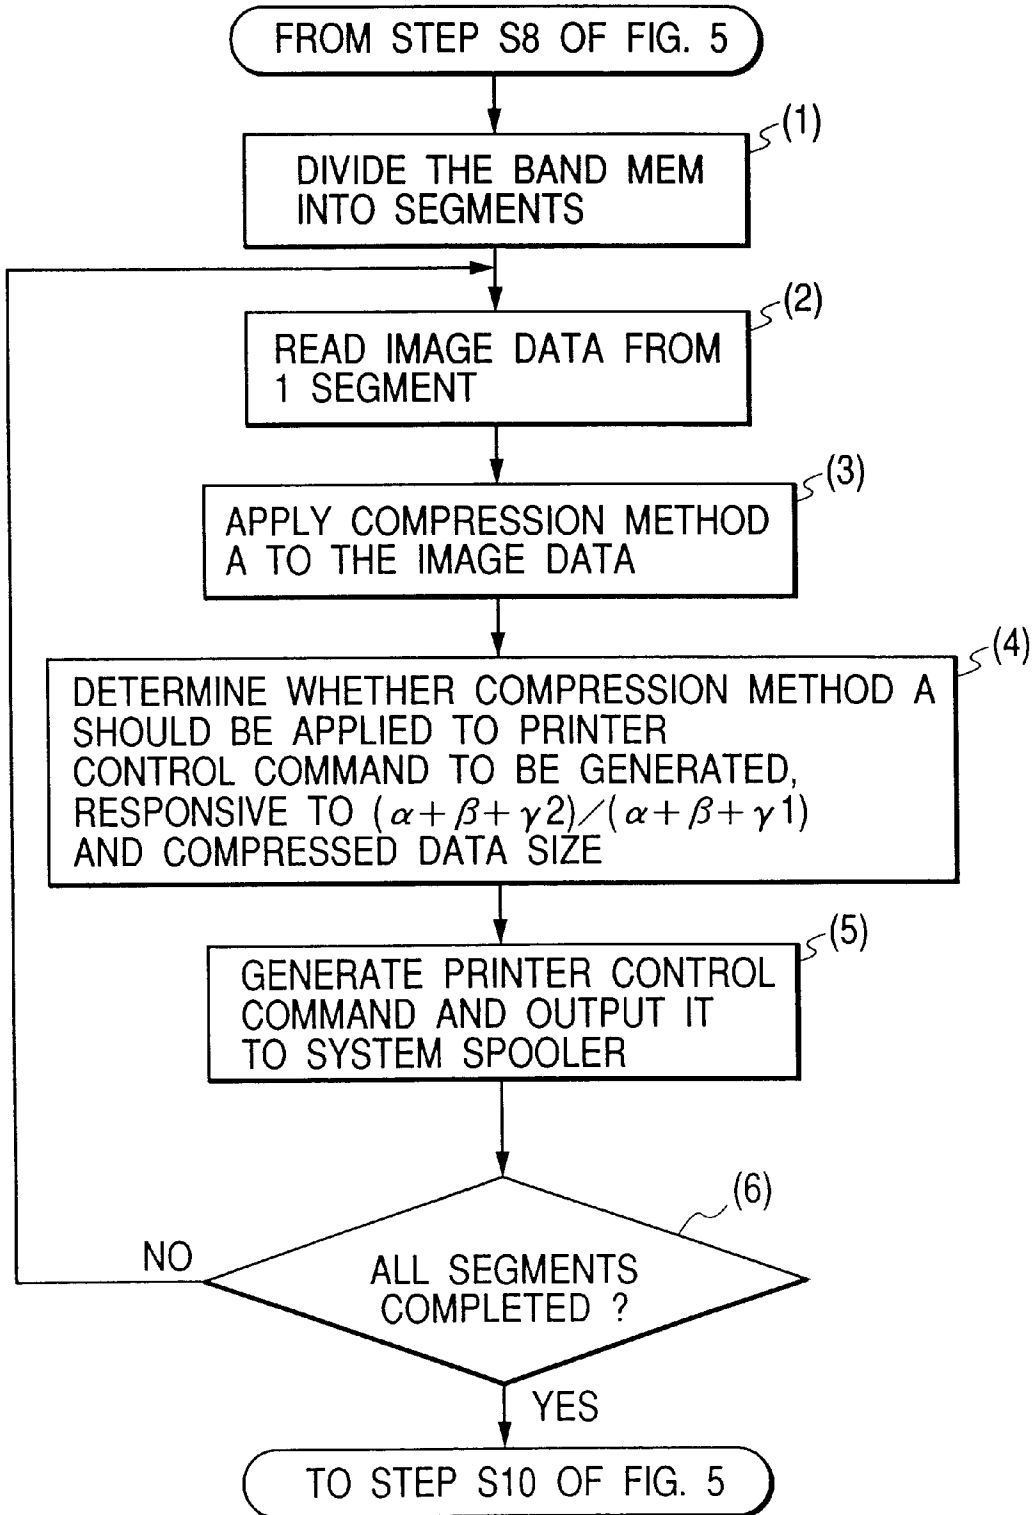 FROM STEP S8 OF FIG. 5
(1)
DIVIDE THE BAND MEM
INTO SEGMENTS
(2)
READ IMAGE DATA FROM
1 SEGMENT
(3)
APPLY COMPRESSION METHOD
A TO THE IMAGE DATA
(4)
DETERMINE WHETHER COMPRESSION METHOD A
SHOULD BE APPLIED TO PRINTER
CONTROL COMMAND TO BE GENERATED,
RESPONSIVE TO (α+β+γ2)/(α+β+γ1)
AND COMPRESSED DATA SIZE
(5)
GENERATE PRINTER CONTROL
COMMAND AND OUTPUT IT
TO SYSTEM SPOOLER
(6)
NO
ALL SEGMENTS
COMPLETED ?
YES
TO STEP S10 OF FIG. 5